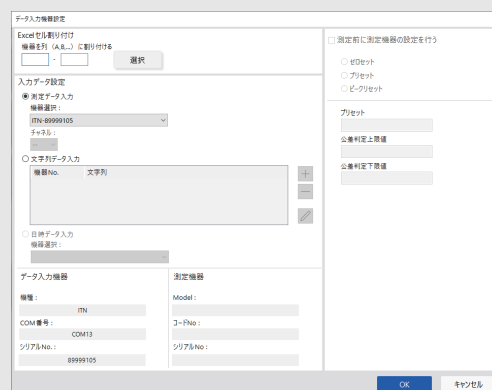 データ入力機器設定
Excelセル割り付け
機器を列（A,B,...）に割り付ける
-
選択
入力データ設定
測定データ入力
機器選択：
ITN-89999105
チャネル：
--
文字列データ入力
機器No.　文字列
日時データ入力
機器選択：
データ入力機器
機種：
ITN
COM番号：
COM13
シリアルNo.：
89999105
測定機器
Model：
コードNo：
シリアルNo：
測定前に測定機器の設定を行う
ゼロセット
プリセット
ピークリセット
プリセット
公差判定上限値
公差判定下限値
OK
キャンセル